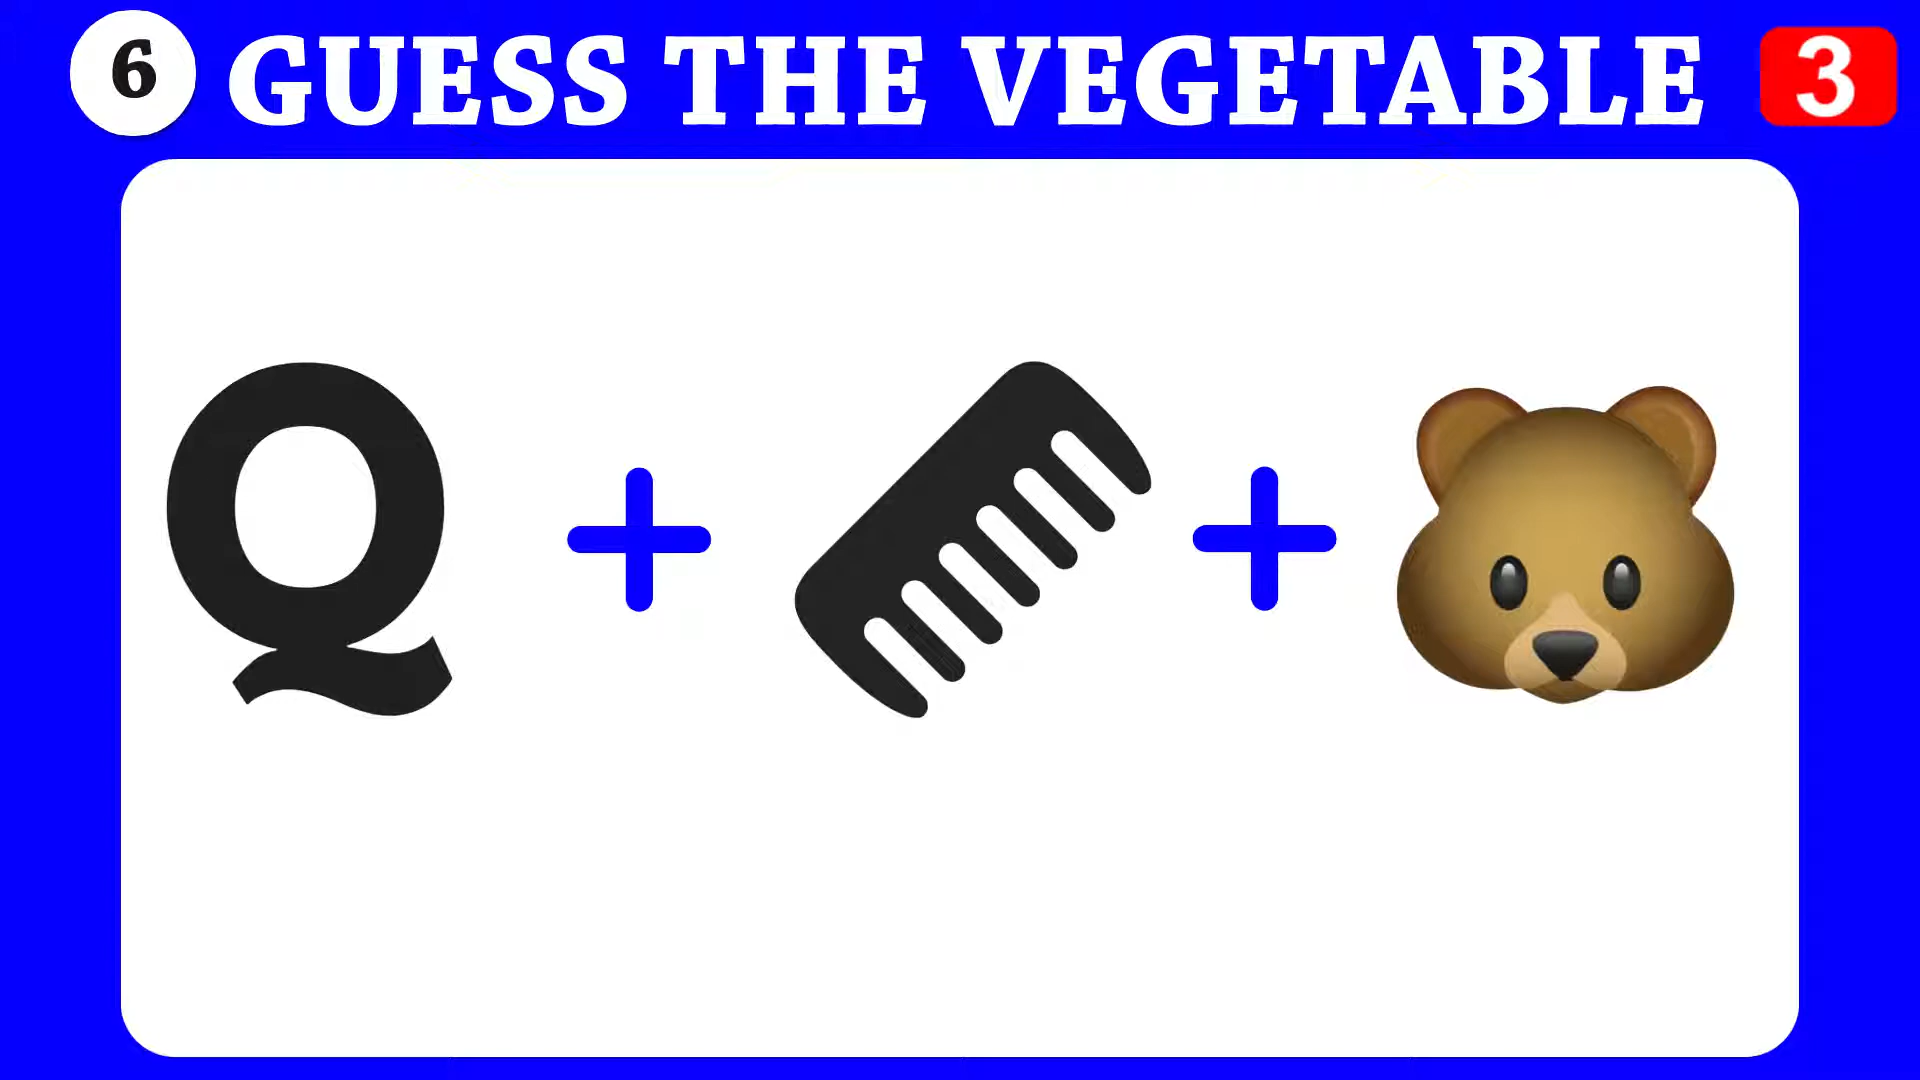 6 GUESS THE VEGETABLE 3
Q + +